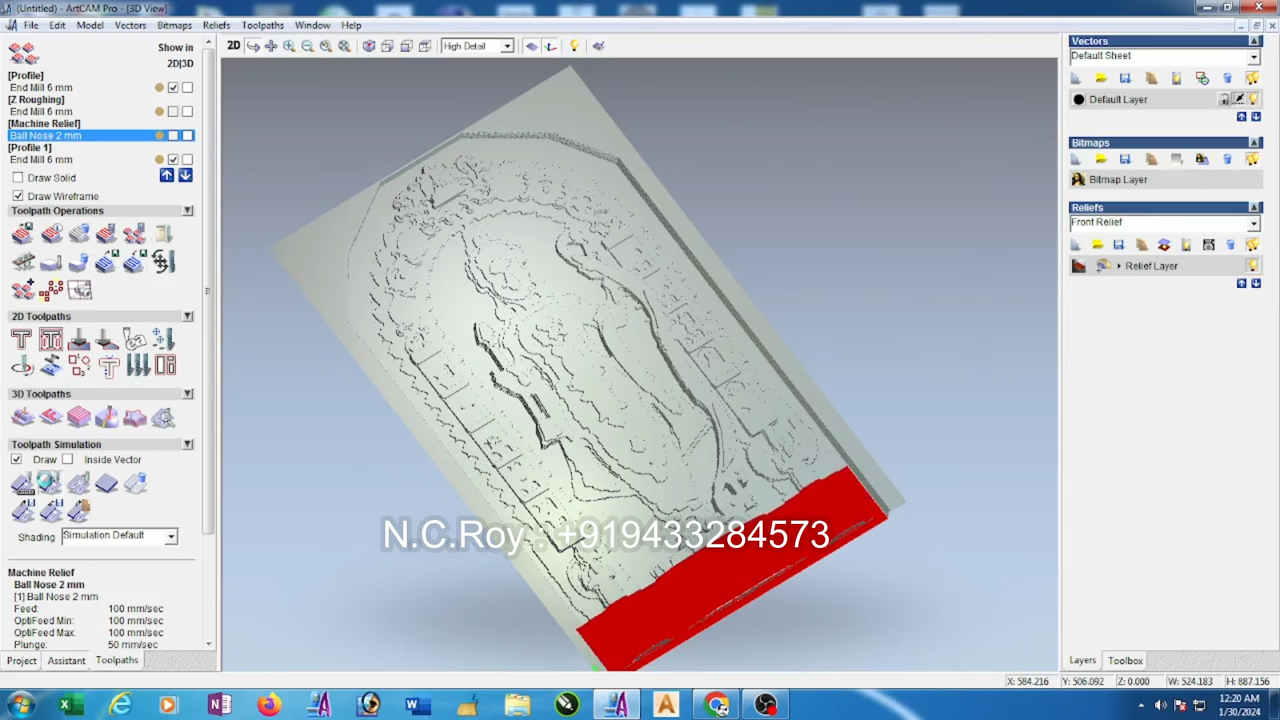 (Untitled) - ArtCAM Pro - [3D View]
File Edit Model Vectors Bitmaps Reliefs Toolpaths Window Help
2D High Detail
Show in
2D|3D
[Profile]
End Mill 6 mm
[Z Roughing]
End Mill 6 mm
[Machine Relief]
Ball Nose 2 mm
[Profile 1]
End Mill 6 mm
Draw Solid
Draw Wireframe
Toolpath Operations
2D Toolpaths
3D Toolpaths
Toolpath Simulation
Draw Inside Vector
Shading Simulation Default
Machine Relief
Ball Nose 2 mm
[1] Ball Nose 2 mm
Feed: 100 mm/sec
OptiFeed Min: 100 mm/sec
OptiFeed Max: 100 mm/sec
Plunge: 50 mm/sec
Project Assistant Toolpaths
N.C.Roy : +919433284573
Vectors
Default Sheet
Default Layer
Bitmaps
Bitmap Layer
Reliefs
Front Relief
Relief Layer
Layers Toolbox
X: 584.216 Y: 506.092 Z: 0.000 W: 524.183 H: 887.156
12:20 AM
1/30/2024